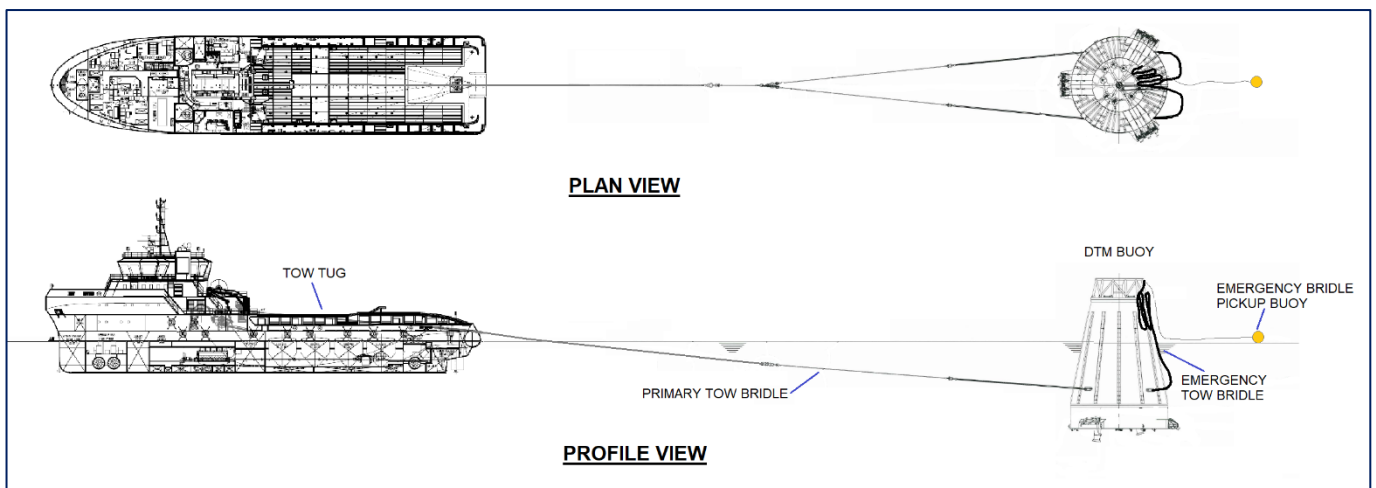 PLAN VIEW
TOW TUG
DTM BUOY
EMERGENCY BRIDLE
PICKUP BUOY
PRIMARY TOW BRIDLE
EMERGENCY
TOW BRIDLE
PROFILE VIEW